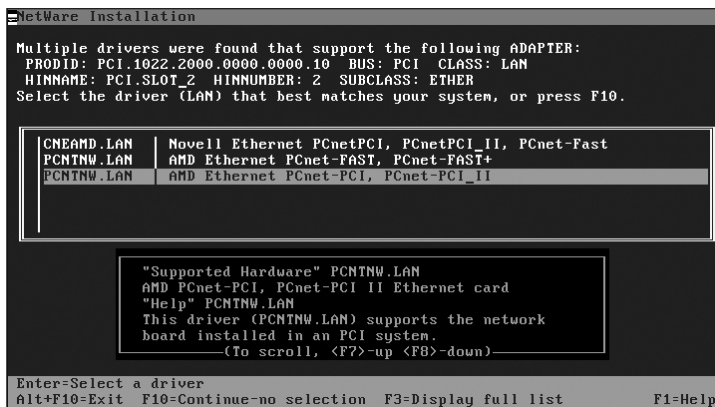 NetWare Installation
Multiple drivers were found that support the following ADAPTER:
PRODID: PCI.1022.2000.0000.0000.10 BUS: PCI CLASS: LAN
HINNAME: PCI.SLOT_2 HINNUMBER: 2 SUBCLASS: ETHER
Select the driver (LAN) that best matches your system, or press F10.
CNEAMD.LAN | Novell Ethernet PCnetPCI, PCnetPCI_II, PCnet-Fast
PCNTNW.LAN | AMD Ethernet PCnet-FAST, PCnet-FAST+
PCNTNW.LAN | AMD Ethernet PCnet-PCI, PCnet-PCI_II
"Supported Hardware" PCNTNW.LAN
AMD PCnet-PCI, PCnet-PCI II Ethernet card
"Help" PCNTNW.LAN
This driver (PCNTNW.LAN) supports the network
board installed in an PCI system.
(To scroll, <F7>-up <F8>-down)
Enter=Select a driver
Alt+F10=Exit F10=Continue-no selection F3=Display full list F1=Help